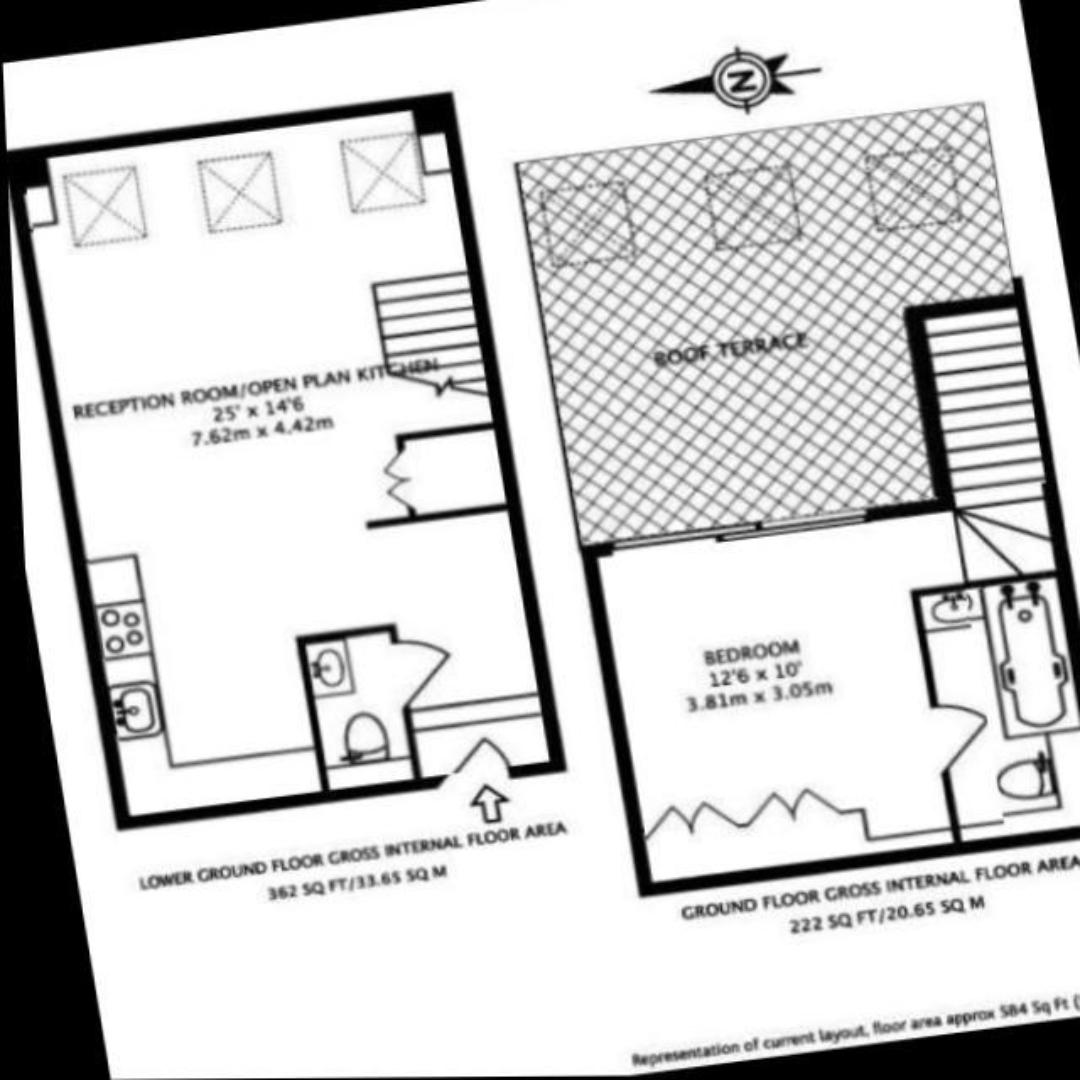 N
RECEPTION ROOM/OPEN PLAN KITCHEN
25' x 14'6
7.62m x 4.42m
ROOF TERRACE
BEDROOM
12'6 x 10'
3.81m x 3.05m
LOWER GROUND FLOOR GROSS INTERNAL FLOOR AREA
362 SQ FT/33.65 SQ M
GROUND FLOOR GROSS INTERNAL FLOOR AREA
222 SQ FT/20.65 SQ M
Representation of current layout, floor area approx 584 Sq Ft (